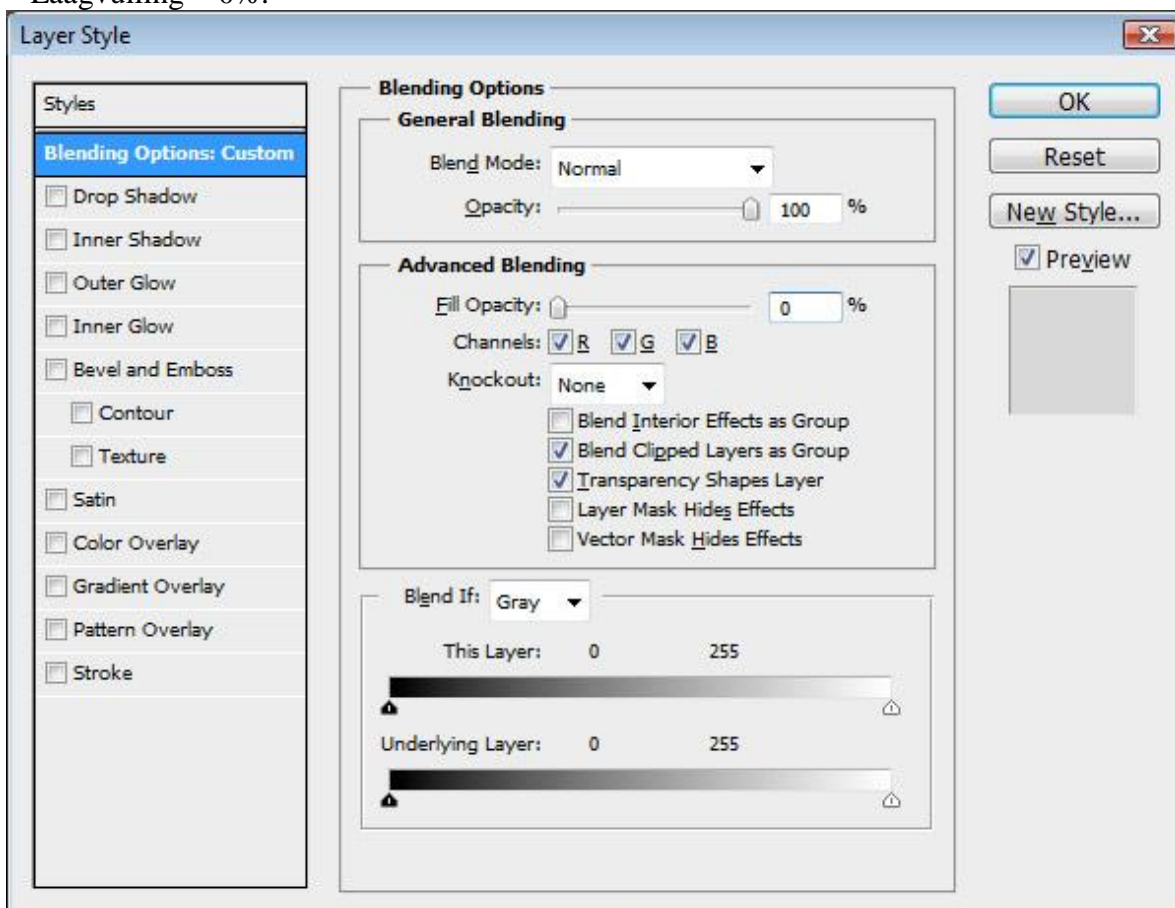 Laagvulling = 0%.
Layer Style
Styles
Blending Options: Custom
Drop Shadow
Inner Shadow
Outer Glow
Inner Glow
Bevel and Emboss
Contour
Texture
Satin
Color Overlay
Gradient Overlay
Pattern Overlay
Stroke
Blending Options
General Blending
Blend Mode: Normal
Opacity: 100 %
Advanced Blending
Fill Opacity: 0 %
Channels: R G B
Knockout: None
Blend Interior Effects as Group
Blend Clipped Layers as Group
Transparency Shapes Layer
Layer Mask Hides Effects
Vector Mask Hides Effects
Blend If: Gray
This Layer: 0 255
Underlying Layer: 0 255
OK
Reset
New Style...
Preview